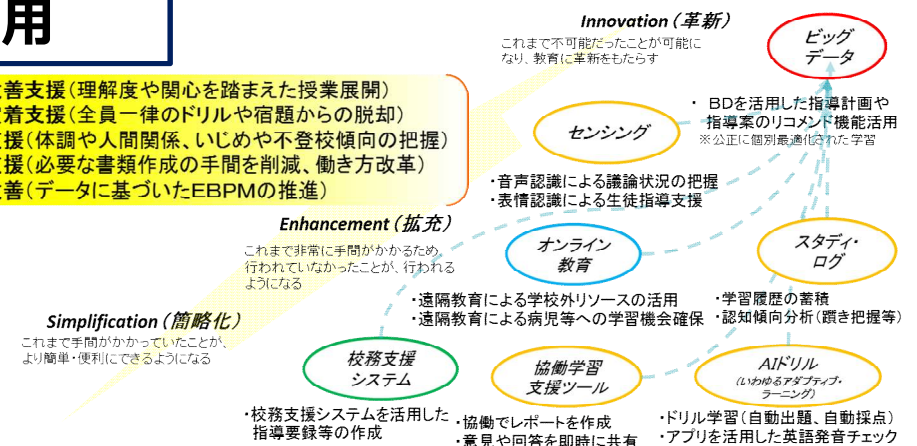 用
善支援(理解度や関心を踏まえた授業展開)
着支援(全員一律のドリルや宿題からの脱却)
援(体調や人間関係、いじめや不登校傾向の把握)
援(必要な書類作成の手間を削減、働き方改革)
善(データに基づいたEBPMの推進)
Innovation(革新)
これまで不可能だったことが可能に
なり、教育に革新をもたらす
ビッグ
データ
・ BDを活用した指導計画や
指導案のリコメンド機能活用
※公正に個別最適化された学習
センシング
・音声認識による議論状況の把握
・表情認識による生徒指導支援
Enhancement(拡充)
これまで非常に手間がかかるため、
行われていなかったことが、行われる
ようになる
オンライン
教育
・遠隔教育による学校外リソースの活用
・遠隔教育による病児等への学習機会確保
スタディ・
ログ
・学習履歴の蓄積
・認知傾向分析(躓き把握等)
Simplification(簡略化)
これまで手間がかかっていたことが、
より簡単・便利にできるようになる
校務支援
システム
・校務支援システムを活用した
指導要録等の作成
協働学習
支援ツール
・協働でレポートを作成
・意見や回答を即時に共有
AIドリル
(いわゆるアダプティブ・
ラーニング)
・ドリル学習(自動出題、自動採点)
・アプリを活用した英語発音チェック